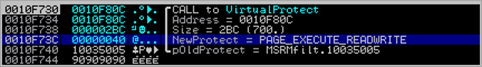 0010F730 0010F80C .°►. CALL to VirtualProtect
0010F734 0010F80C .°►. Address = 0010F80C
0010F738 000002BC .. Size = 2BC (700.)
0010F73C 00000040 @... NewProtect = PAGE_EXECUTE_READWRITE
0010F740 10035005 ♣P♥► pOldProtect = MSRMfilt.10035005
0010F744 90909090 ÉÉÉÉ